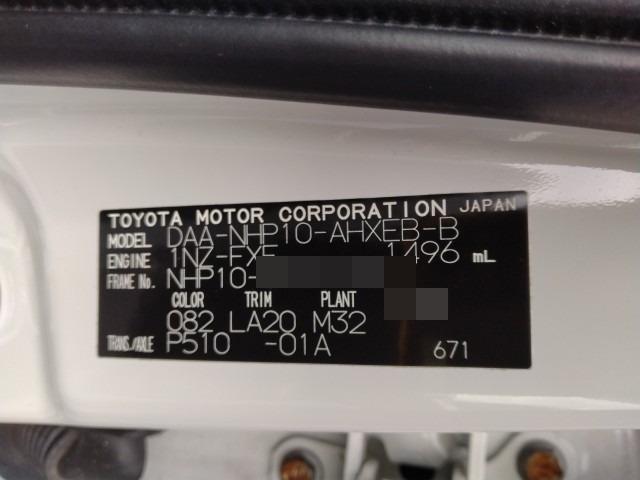 TOYOTA MOTOR CORPORATION JAPAN
MODEL DAA-NHP10-AHXEB-B
ENGINE 1NZ-FXE 1496 mL
FRAME No. NHP10-
COLOR TRIM PLANT
082 LA20 M32
TRANS./AXLE P510 -01A 671